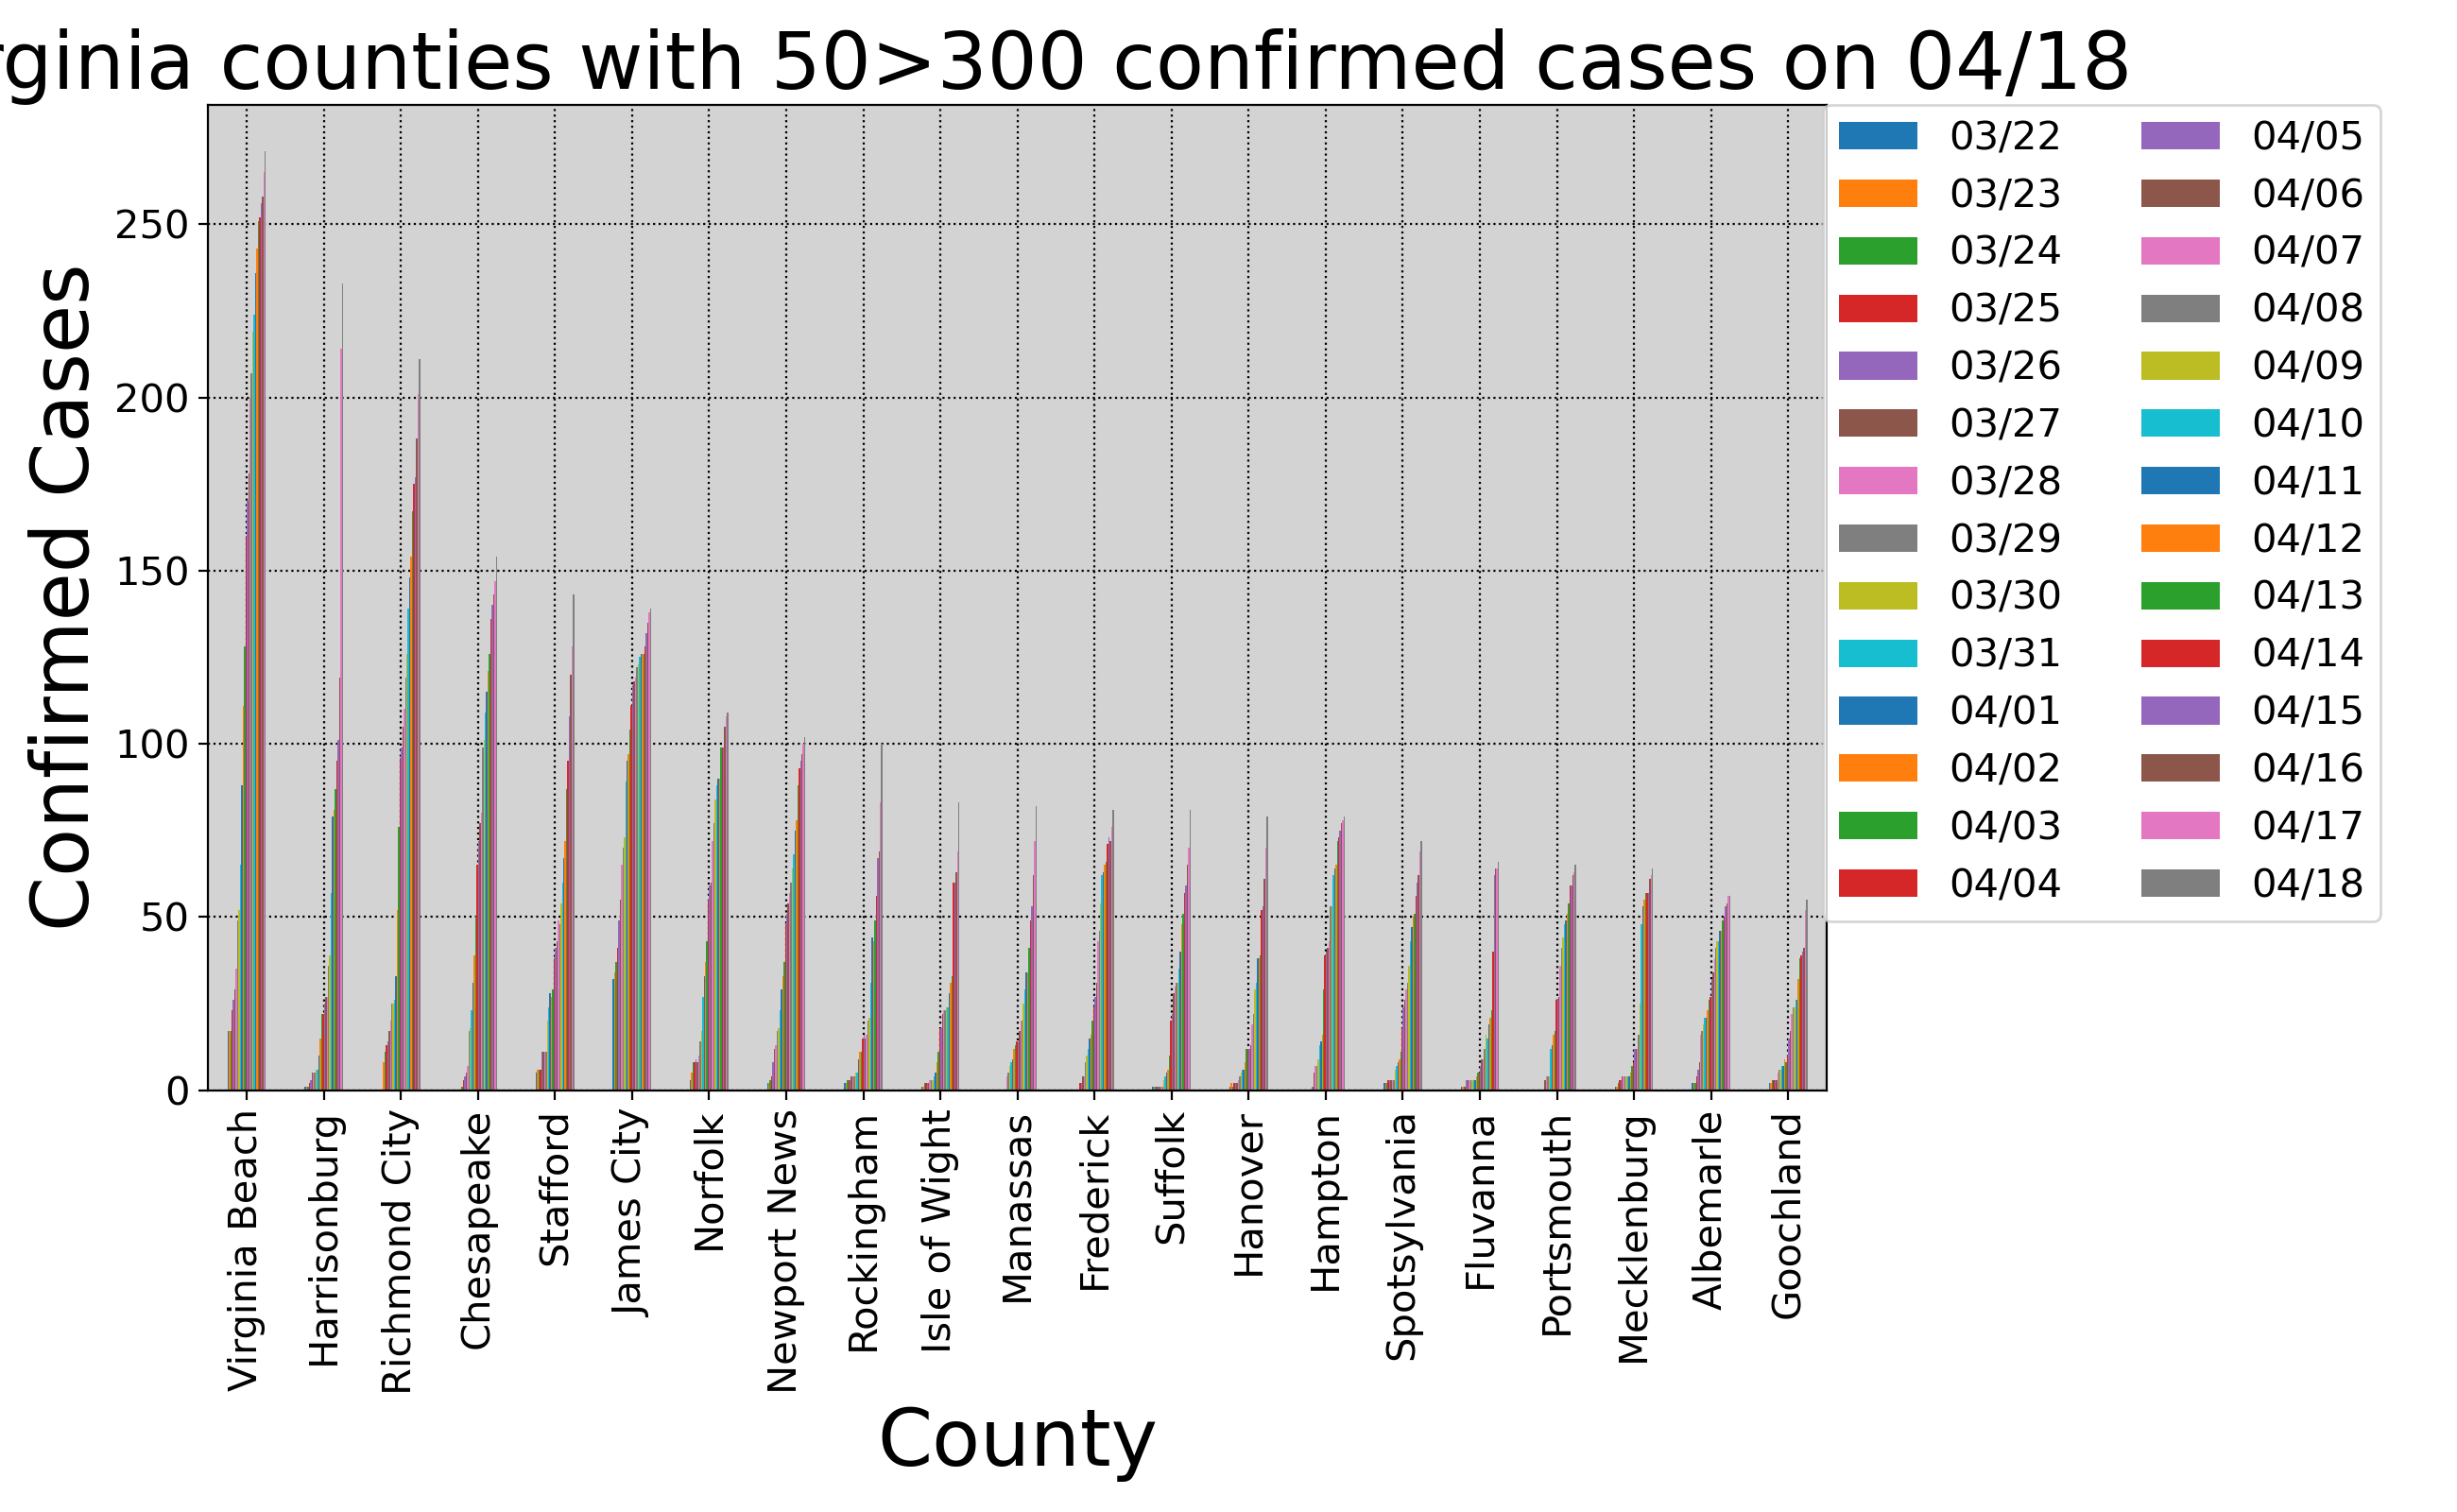 rginia counties with 50>300 confirmed cases on 04/18
Confirmed Cases
250
200
150
100
50
0
03/22
03/23
03/24
03/25
03/26
03/27
03/28
03/29
03/30
03/31
04/01
04/02
04/03
04/04
04/05
04/06
04/07
04/08
04/09
04/10
04/11
04/12
04/13
04/14
04/15
04/16
04/17
04/18
Virginia Beach
Harrisonburg
Richmond City
Chesapeake
Stafford
James City
Norfolk
Newport News
Rockingham
Isle of Wight
Manassas
Frederick
Suffolk
Hanover
Hampton
Spotsylvania
Fluvanna
Portsmouth
Mecklenburg
Albemarle
Goochland
County